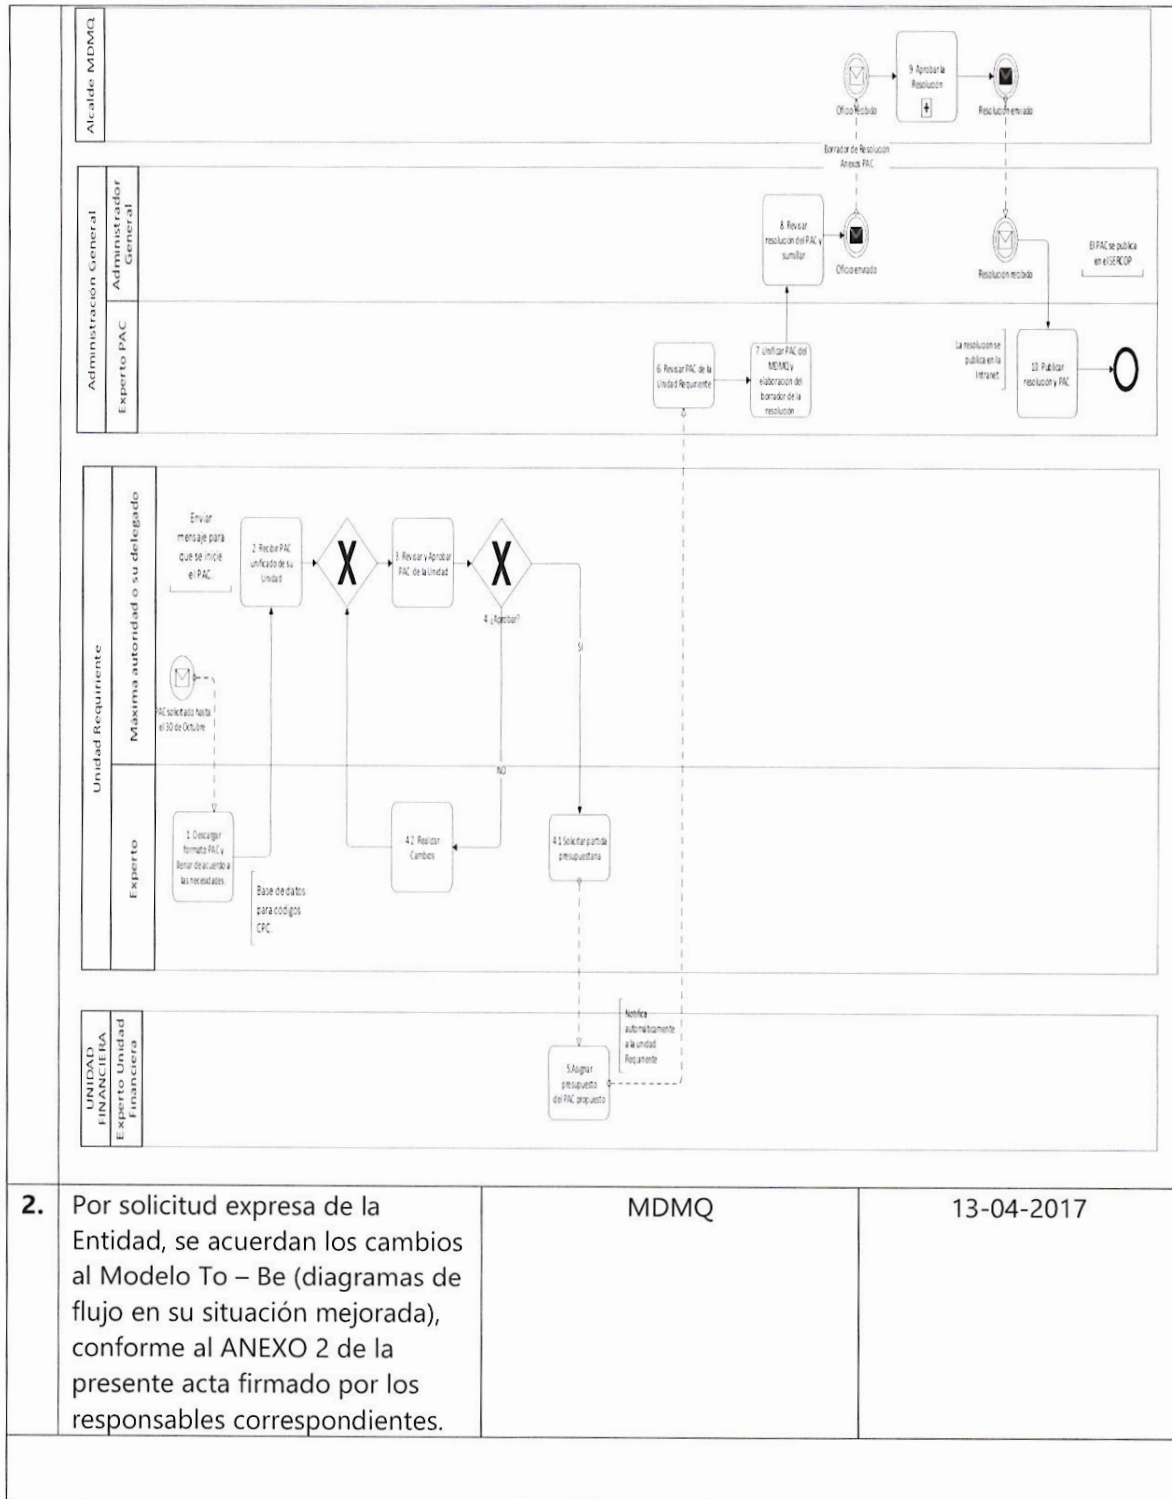 Alcalde MDMQ
Oficio recibido
9. Aprobar la
Resolución
Resolución enviado
Borrador de Resolucion
Anexos PAC
Administración General
Administrador
General
8. Revisar
resolución del PAC y
sumillar
Oficio enviado
Resolución recibido
El PAC se publica
en el SERCOP
Experto PAC
6. Revisar PAC de la
Unidad Requiriente
7. Unificar PAC del
MDMQ y
elaboración del
borrador de la
resolución
La resolucion se
publica en la
Intranet
10. Publicar
resolución y PAC
Unidad Requiriente
Máxima autoridad o su delegado
Enviar
mensaje para
que se inicie
el PAC.
2. Recibir PAC
unificado de su
Unidad
3. Revisar y Aprobar
PAC de la Unidad
4. ¿Aprobar?
SI
PAC solicitado hasta
el 30 de Octubre
NO
Experto
1. Descargar
formato PAC y
llenar de acuerdo a
las necesidades
Base de datos
para codigos
CPC.
4.2. Realizar
Cambios
4.1 Solicitar partida
presupuestaria
UNIDAD
FINANCIERA
Experto Unidad
Financiera
5.Asignar
presupuesto
del PAC propuesto
Notifica
automáticamente
a la unidad
Requirente
2. Por solicitud expresa de la
Entidad, se acuerdan los cambios
al Modelo To – Be (diagramas de
flujo en su situación mejorada),
conforme al ANEXO 2 de la
presente acta firmado por los
responsables correspondientes.
MDMQ
13-04-2017